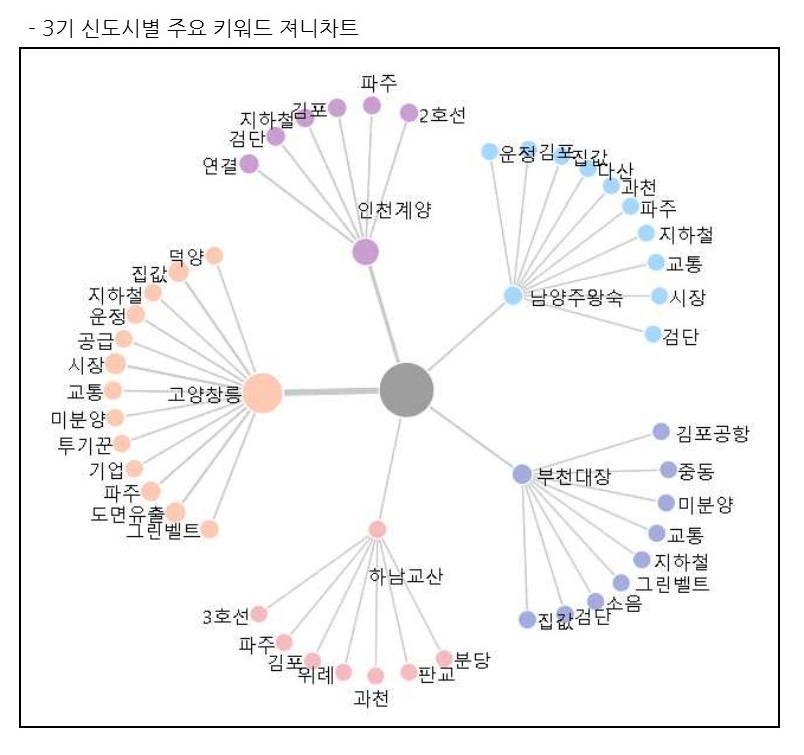 - 3기 신도시별 주요 키워드 져니차트
파주
2호선
김포
지하철
검단
연결
인천계양
운정
김포
집값
다산
과천
파주
지하철
교통
시장
검단
남양주왕숙
덕양
집값
지하철
운정
공급
시장
교통
미분양
투기꾼
기업
파주
도면유출
그린벨트
고양창릉
김포공항
중동
미분양
교통
지하철
그린벨트
소음
검단
집값
부천대장
하남교산
3호선
파주
김포
위례
과천
판교
분당